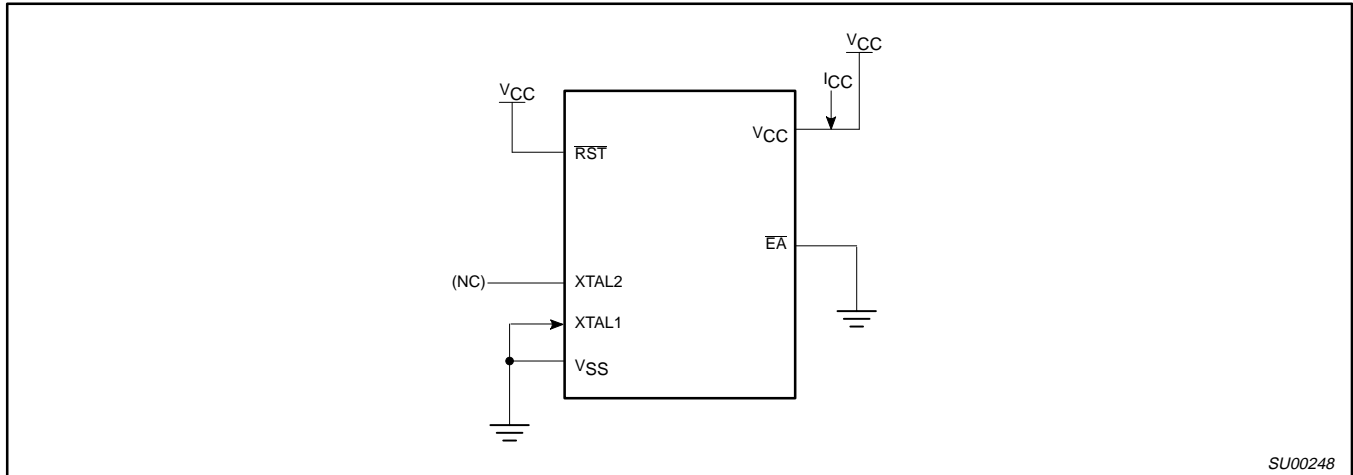 VCC
ICC
VCC
VCC
RST
EA
(NC)
XTAL2
XTAL1
VSS
SU00248